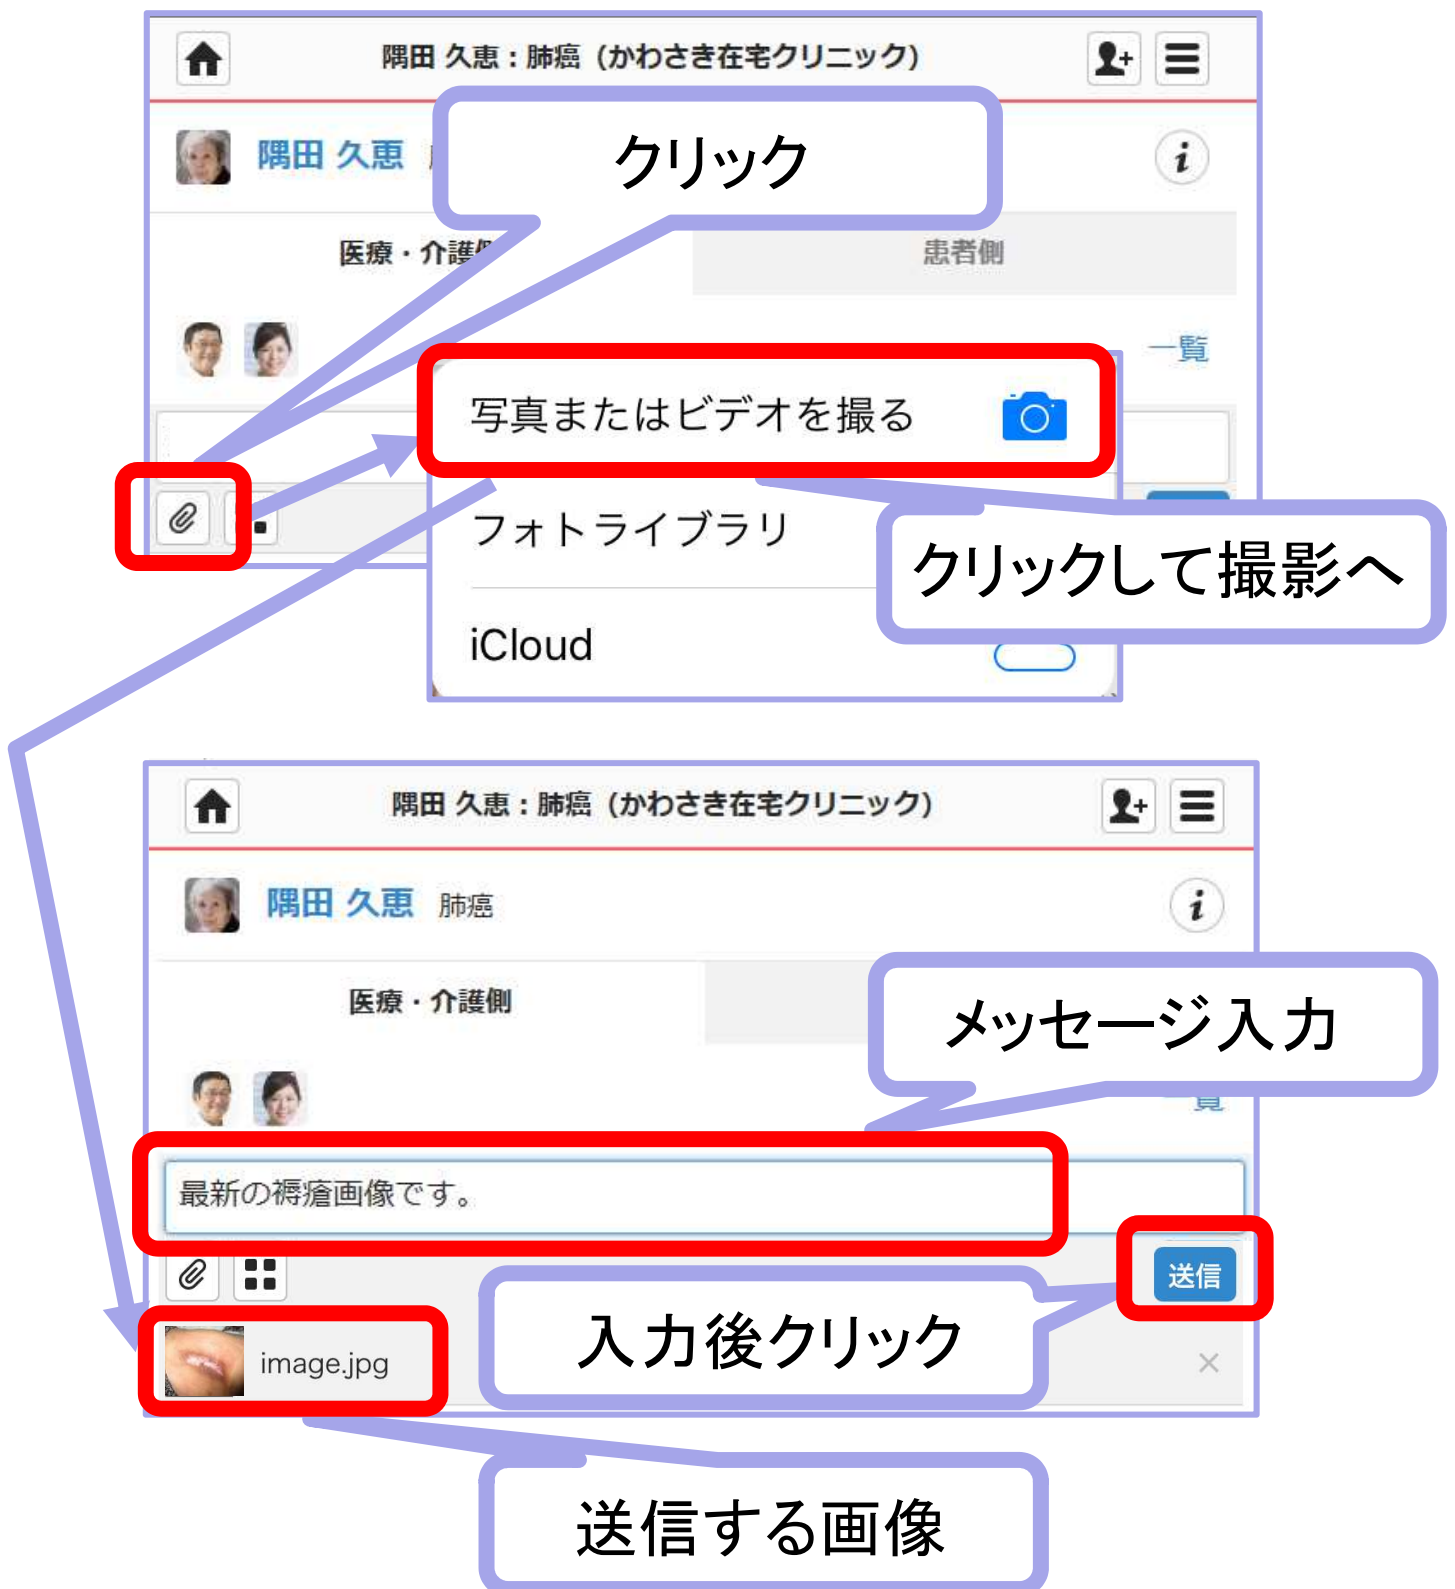 隅田 久恵：肺癌（かわさき在宅クリニック）
クリック
隅田 久恵
医療・介護側
患者側
一覧
写真またはビデオを撮る
フォトライブラリ
クリックして撮影へ
iCloud
隅田 久恵：肺癌（かわさき在宅クリニック）
隅田 久恵 肺癌
医療・介護側
メッセージ入力
一覧
最新の褥瘡画像です。
送信
入力後クリック
image.jpg
送信する画像